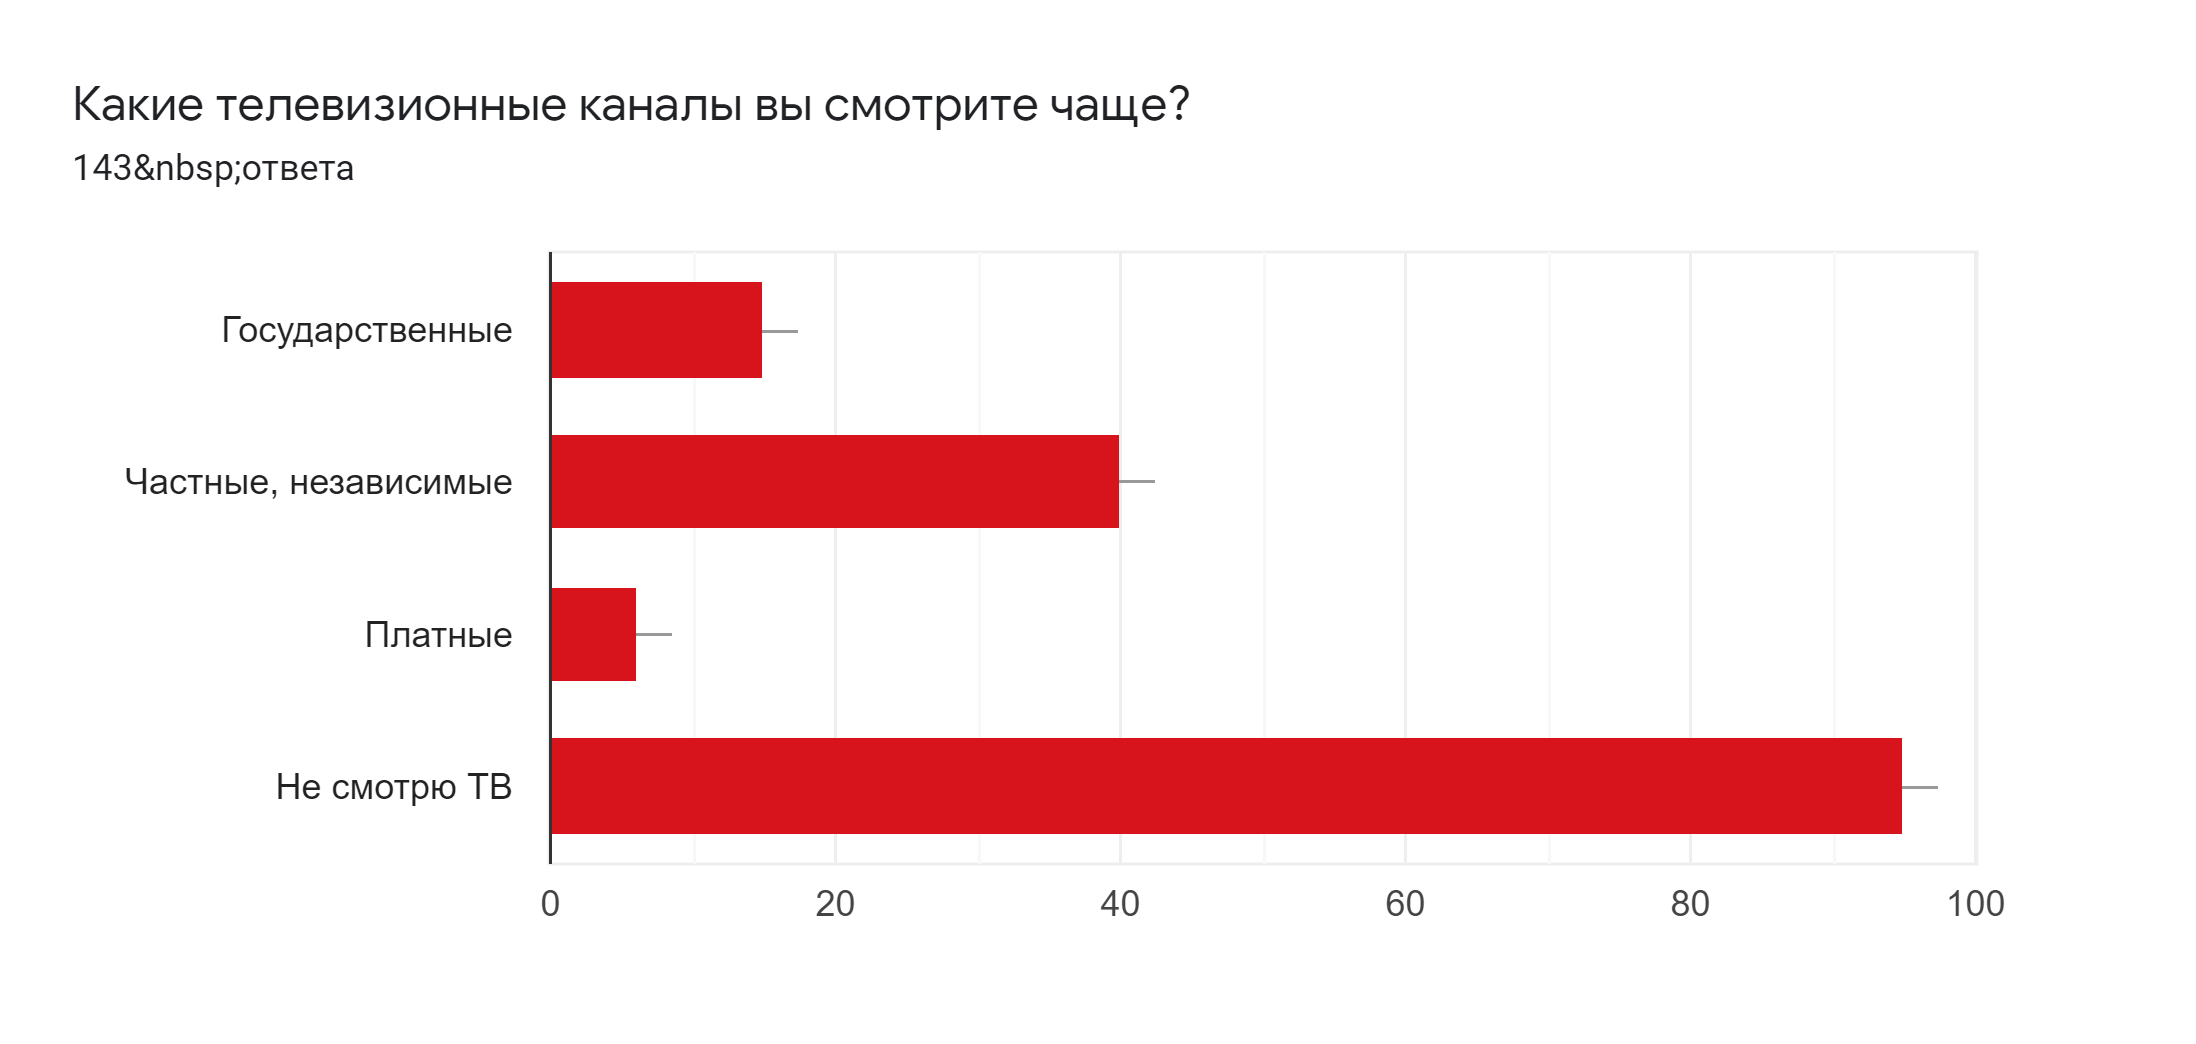 Какие телевизионные каналы вы смотрите чаще?
143&nbsp;ответа
Государственные
Частные, независимые
Платные
Не смотрю ТВ
0 20 40 60 80 100